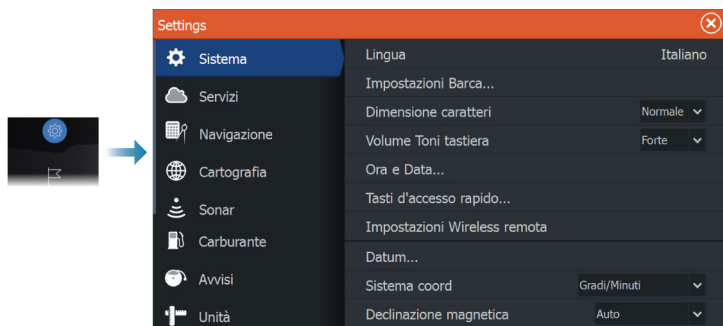 Settings
Sistema
Servizi
Navigazione
Cartografia
Sonar
Carburante
Avvisi
Unità
Lingua Italiano
Impostazioni Barca...
Dimensione caratteri Normale
Volume Toni tastiera Forte
Ora e Data...
Tasti d'accesso rapido...
Impostazioni Wireless remota
Datum...
Sistema coord Gradi/Minuti
Declinazione magnetica Auto